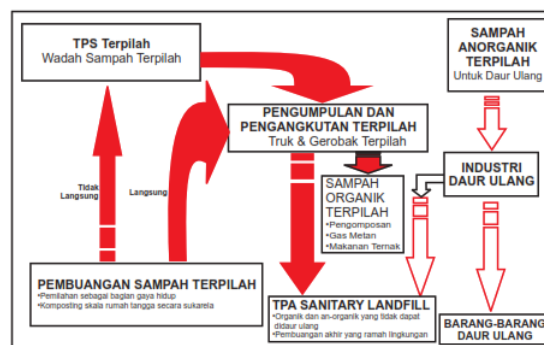 TPS Terpilah
Wadah Sampah Terpilah
SAMPAH
ANORGANIK
TERPILAH
Untuk Daur Ulang
PENGUMPULAN DAN
PENGANGKUTAN TERPILAH
Truk & Gerobak Terpilah
Tidak
Langsung
Langsung
SAMPAH
ORGANIK
TERPILAH
•Pengomposan
•Gas Metan
•Makanan Ternak
INDUSTRI
DAUR ULANG
PEMBUANGAN SAMPAH TERPILAH
•Pemilahan sebagai bagian gaya hidup
•Komposting skala rumah tangga secara sukarela
TPA SANITARY LANDFILL
•Organik dan an-organik yang tidak dapat
didaur ulang
•Pembuangan akhir yang ramah lingkungan
BARANG-BARANG
DAUR ULANG